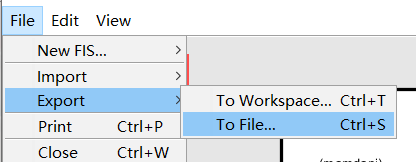 File Edit View
New FIS...
Import
Export
To Workspace... Ctrl+T
Print Ctrl+P
To File... Ctrl+S
Close Ctrl+W